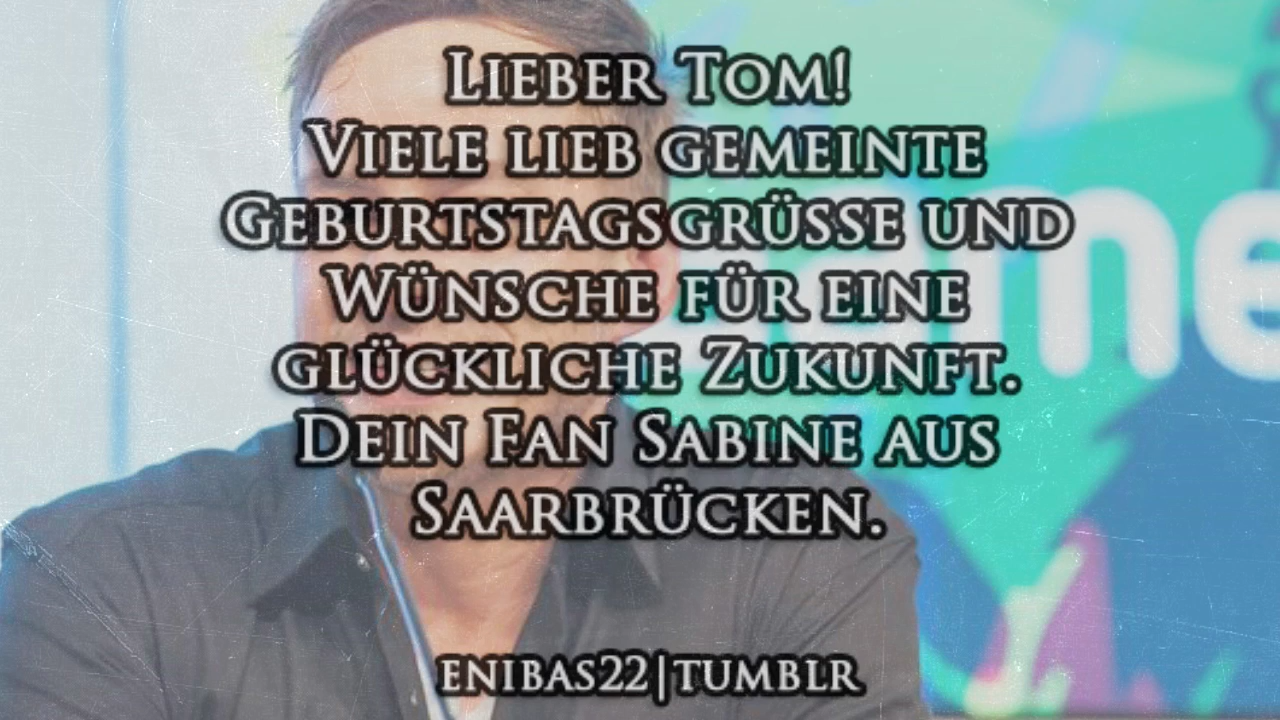 Lieber Tom!
Viele lieb gemeinte
Geburtstagsgrüsse und
Wünsche für eine
glückliche Zukunft.
Dein Fan Sabine aus
Saarbrücken.
enibas22|tumblr